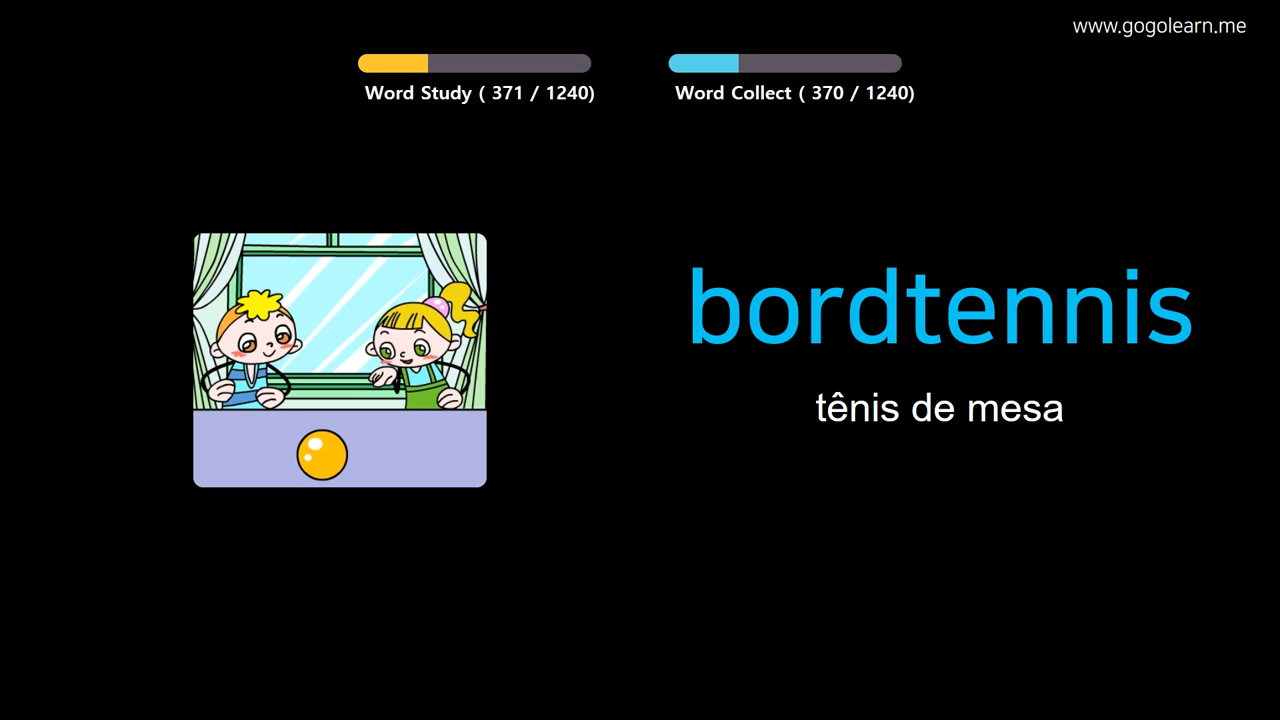 www.gogolearn.me
Word Study ( 371 / 1240)
Word Collect ( 370 / 1240)
bordtennis
tênis de mesa